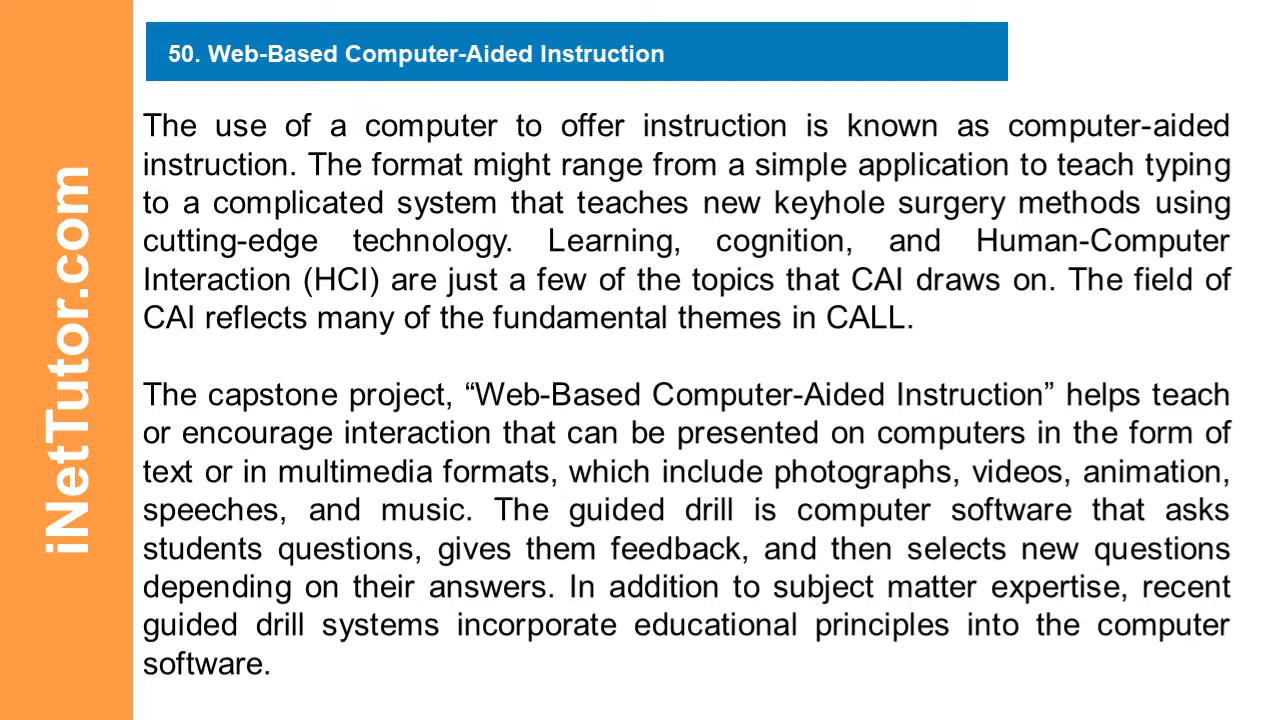 50. Web-Based Computer-Aided Instruction
The use of a computer to offer instruction is known as computer-aided
instruction. The format might range from a simple application to teach typing
to a complicated system that teaches new keyhole surgery methods using
cutting-edge technology. Learning, cognition, and Human-Computer
Interaction (HCI) are just a few of the topics that CAI draws on. The field of
CAI reflects many of the fundamental themes in CALL.
The capstone project, “Web-Based Computer-Aided Instruction” helps teach
or encourage interaction that can be presented on computers in the form of
text or in multimedia formats, which include photographs, videos, animation,
speeches, and music. The guided drill is computer software that asks
students questions, gives them feedback, and then selects new questions
depending on their answers. In addition to subject matter expertise, recent
guided drill systems incorporate educational principles into the computer
software.
iNetTutor.com